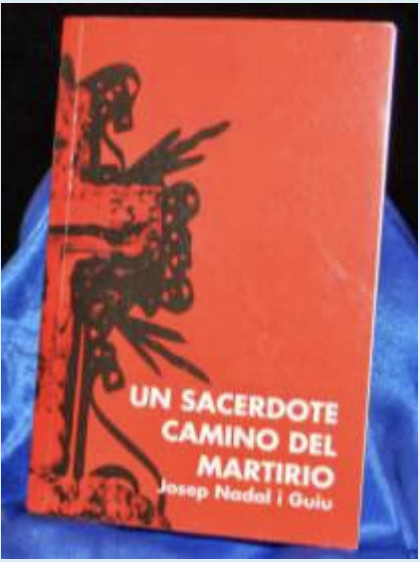 UN SACERDOTE
CAMINO DEL
MARTIRIO
Josep Nadal i Guiu